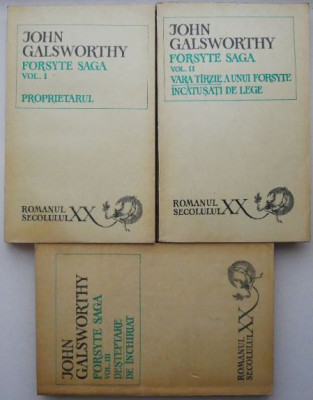 JOHN
GALSWORTHY
FORSYTE SAGA
VOL. I
PROPRIETARUL
ROMANUL
SECOLULUI XX
JOHN
GALSWORTHY
FORSYTE SAGA
VOL. II
VARA TÎRZIE A UNUI FORSYTE
ÎNCĂTUȘAȚI DE LEGE
ROMANUL
SECOLULUI XX
JOHN
GALSWORTHY
FORSYTE SAGA
VOL. III
DEȘTEPTARE
DE ÎNCHIRIAT
ROMANUL
SECOLULUI XX